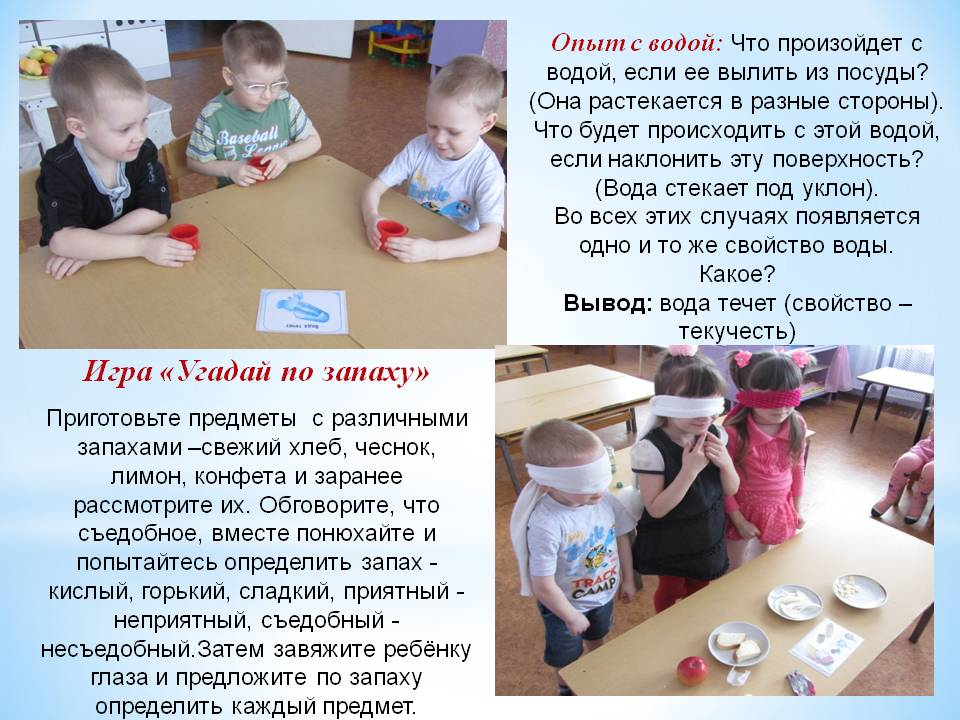 Опыт с водой: Что произойдет с
водой, если ее вылить из посуды?
(Она растекается в разные стороны).
Что будет происходить с этой водой,
если наклонить эту поверхность?
(Вода стекает под уклон).
Во всех этих случаях появляется
одно и то же свойство воды.
Какое?
Вывод: вода течет (свойство –
текучесть)
Baseball
Вода течет
Игра «Угадай по запаху»
Приготовьте предметы с различными
запахами –свежий хлеб, чеснок,
лимон, конфета и заранее
рассмотрите их. Обговорите, что
съедобное, вместе понюхайте и
попытайтесь определить запах -
кислый, горький, сладкий, приятный -
неприятный, съедобный -
несъедобный.Затем завяжите ребёнку
глаза и предложите по запаху
определить каждый предмет.
TRACK
CAMP